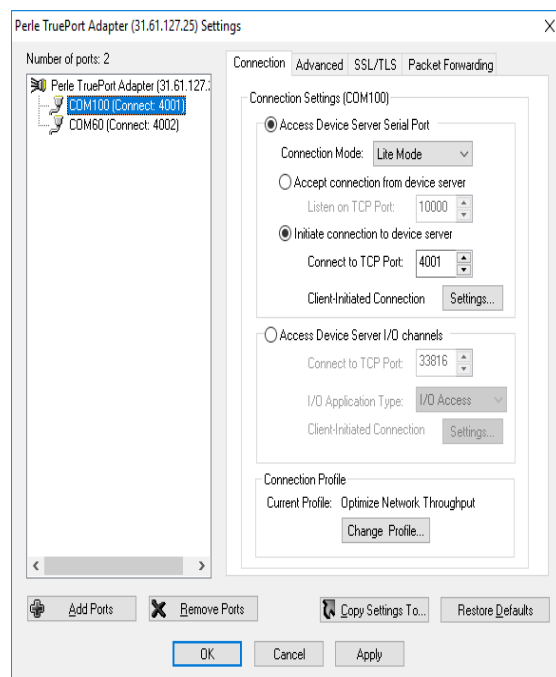 Perle TruePort Adapter (31.61.127.25) Settings
Number of ports: 2
Perle TruePort Adapter (31.61.127.
COM100 (Connect: 4001)
COM60 (Connect: 4002)
Connection Advanced SSL/TLS Packet Forwarding
Connection Settings (COM100)
Access Device Server Serial Port
Connection Mode: Lite Mode
Accept connection from device server
Listen on TCP Port: 10000
Initiate connection to device server
Connect to TCP Port: 4001
Client-Initiated Connection Settings...
Access Device Server I/O channels
Connect to TCP Port: 33816
I/O Application Type: I/O Access
Client-Initiated Connection Settings...
Connection Profile
Current Profile: Optimize Network Throughput
Change Profile...
Add Ports Remove Ports Copy Settings To... Restore Defaults
OK Cancel Apply